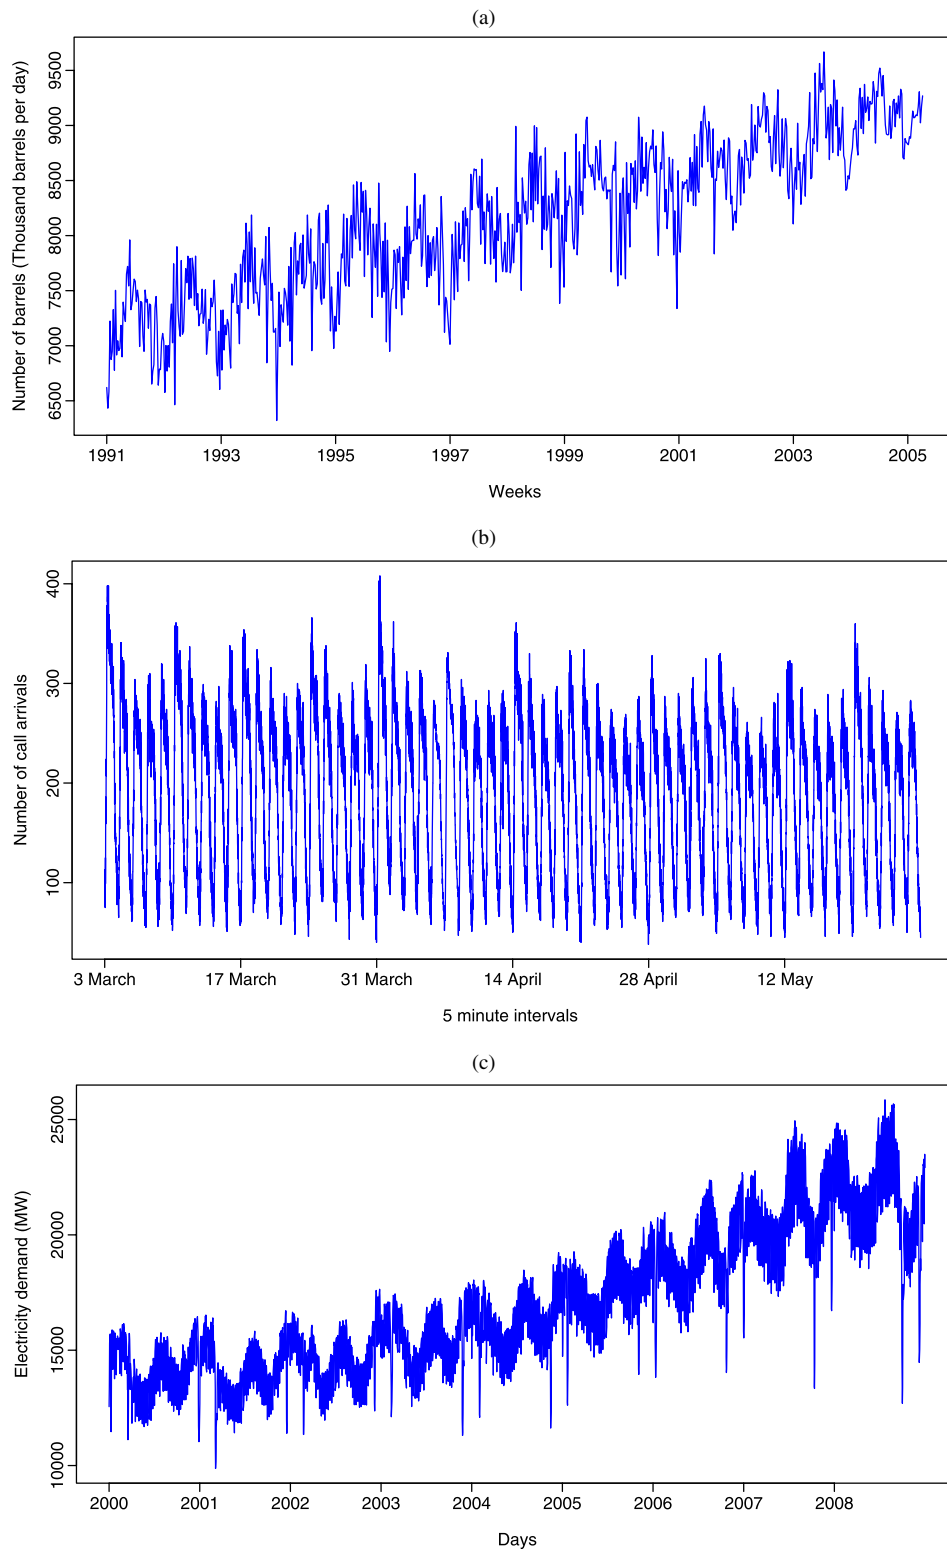 (a)
Number of barrels (Thousand barrels per day)
9500
9000
8500
8000
7500
7000
6500
1991 1993 1995 1997 1999 2001 2003 2005
Weeks
(b)
Number of call arrivals
400
300
200
100
3 March 17 March 31 March 14 April 28 April 12 May
5 minute intervals
(c)
Electricity demand (MW)
25000
20000
15000
10000
2000 2001 2002 2003 2004 2005 2006 2007 2008
Days